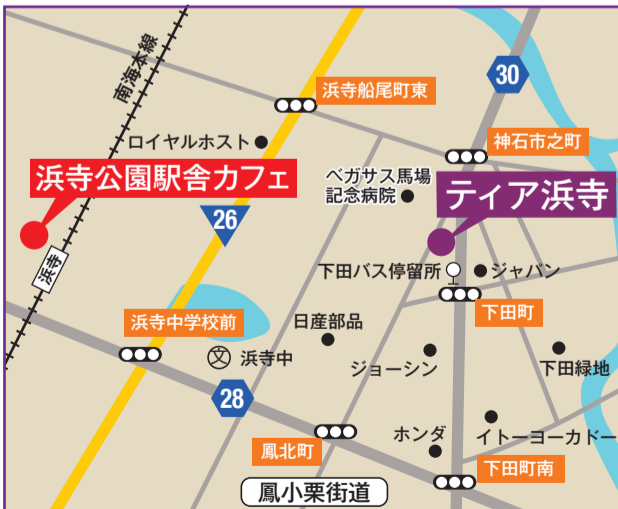 南海本線
30
浜寺船尾町東
ロイヤルホスト
神石市之町
浜寺公園駅舎カフェ
ベガサス馬場
記念病院
ティア浜寺
26
浜寺
下田バス停留所
ジャパン
下田町
浜寺中学校前
日産部品
文
浜寺中
ジョーシン
下田緑地
28
鳳北町
ホンダ
イトーヨーカドー
下田町南
鳳小栗街道